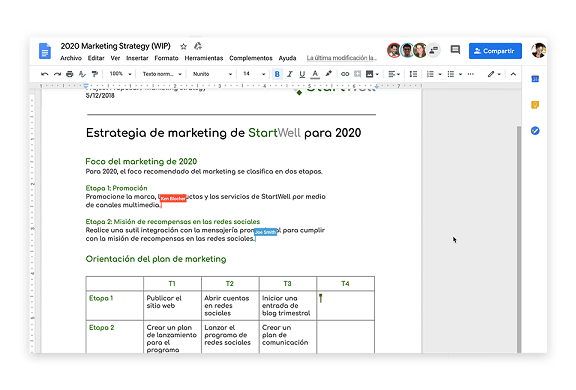 2020 Marketing Strategy (WIP)
Archivo Editar Ver Insertar Formato Herramientas Complementos Ayuda La última modificación la...
Compartir
100% Texto norm... Nunito 14 B I U A
5/12/2018
StartWell
Estrategia de marketing de StartWell para 2020
Foco del marketing de 2020
Para 2020, el foco recomendado del marketing se clasifica en dos etapas.
Etapa 1: Promoción
Ken Blocher
Promocione la marca, ctos y los servicios de StartWell por medio
de canales multimedia.
Etapa 2: Misión de recompensas en las redes sociales
Realice una sutil integración con la mensajería l para cumplir
Joe Smith
con la misión de recompensas en las redes sociales.
Orientación del plan de marketing
T1 T2 T3 T4
Etapa 1 Publicar el Abrir cuentas Iniciar una
sitio web en redes entrada de
sociales blog trimestral
Etapa 2 Crear un plan Lanzar el Crear un
de lanzamiento programa de plan de
para el redes sociales comunicación
programa